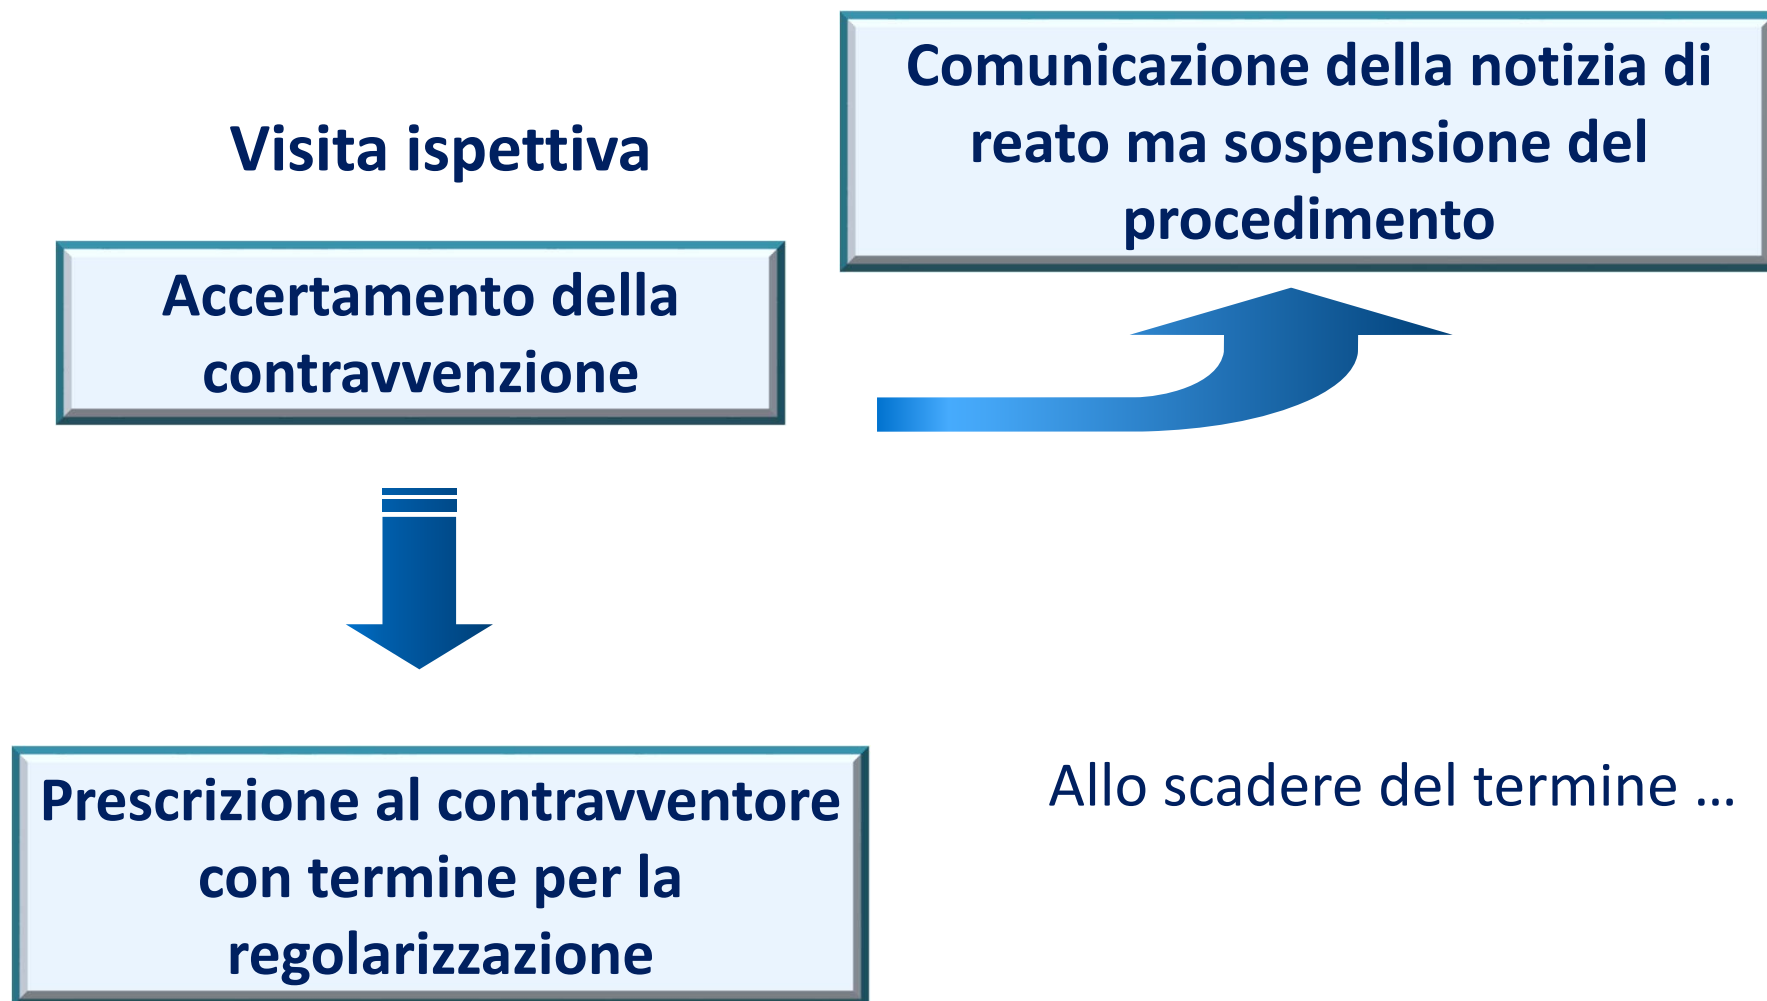 Visita ispettiva
Accertamento della
contravvenzione
Comunicazione della notizia di
reato ma sospensione del
procedimento
Prescrizione al contravventore
con termine per la
regolarizzazione
Allo scadere del termine ...